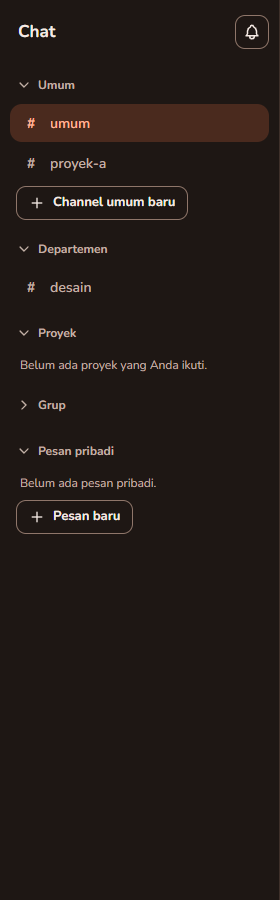 Chat
Umum
# umum
# proyek-a
+ Channel umum baru
Departemen
# desain
Proyek
Belum ada proyek yang Anda ikuti.
Grup
Pesan pribadi
Belum ada pesan pribadi.
+ Pesan baru